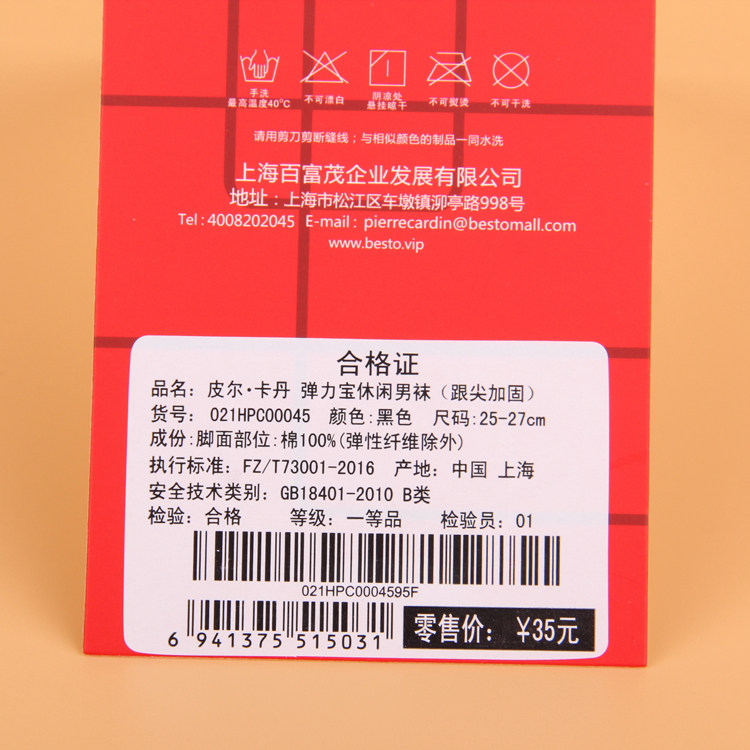 手洗
最高温度40°C
不可漂白
阴凉处
悬挂晾干
不可熨烫
不可干洗
请用剪刀剪断缝线；与相似颜色的制品一同水洗
上海百富茂企业发展有限公司
地址：上海市松江区车墩镇泖亭路998号
Tel：4008202045 E-mail：pierrecardin@bestomall.com
www.besto.vip
合格证
品名：皮尔·卡丹 弹力宝休闲男袜（跟尖加固）
货号：021HPC00045 颜色:黑色 尺码:25-27cm
成份:脚面部位:棉100%(弹性纤维除外)
执行标准：FZ/T73001-2016 产地：中国 上海
安全技术类别：GB18401-2010 B类
检验：合格 等级：一等品 检验员：01
021HPC0004595F
6 941375 515031
零售价：¥35元